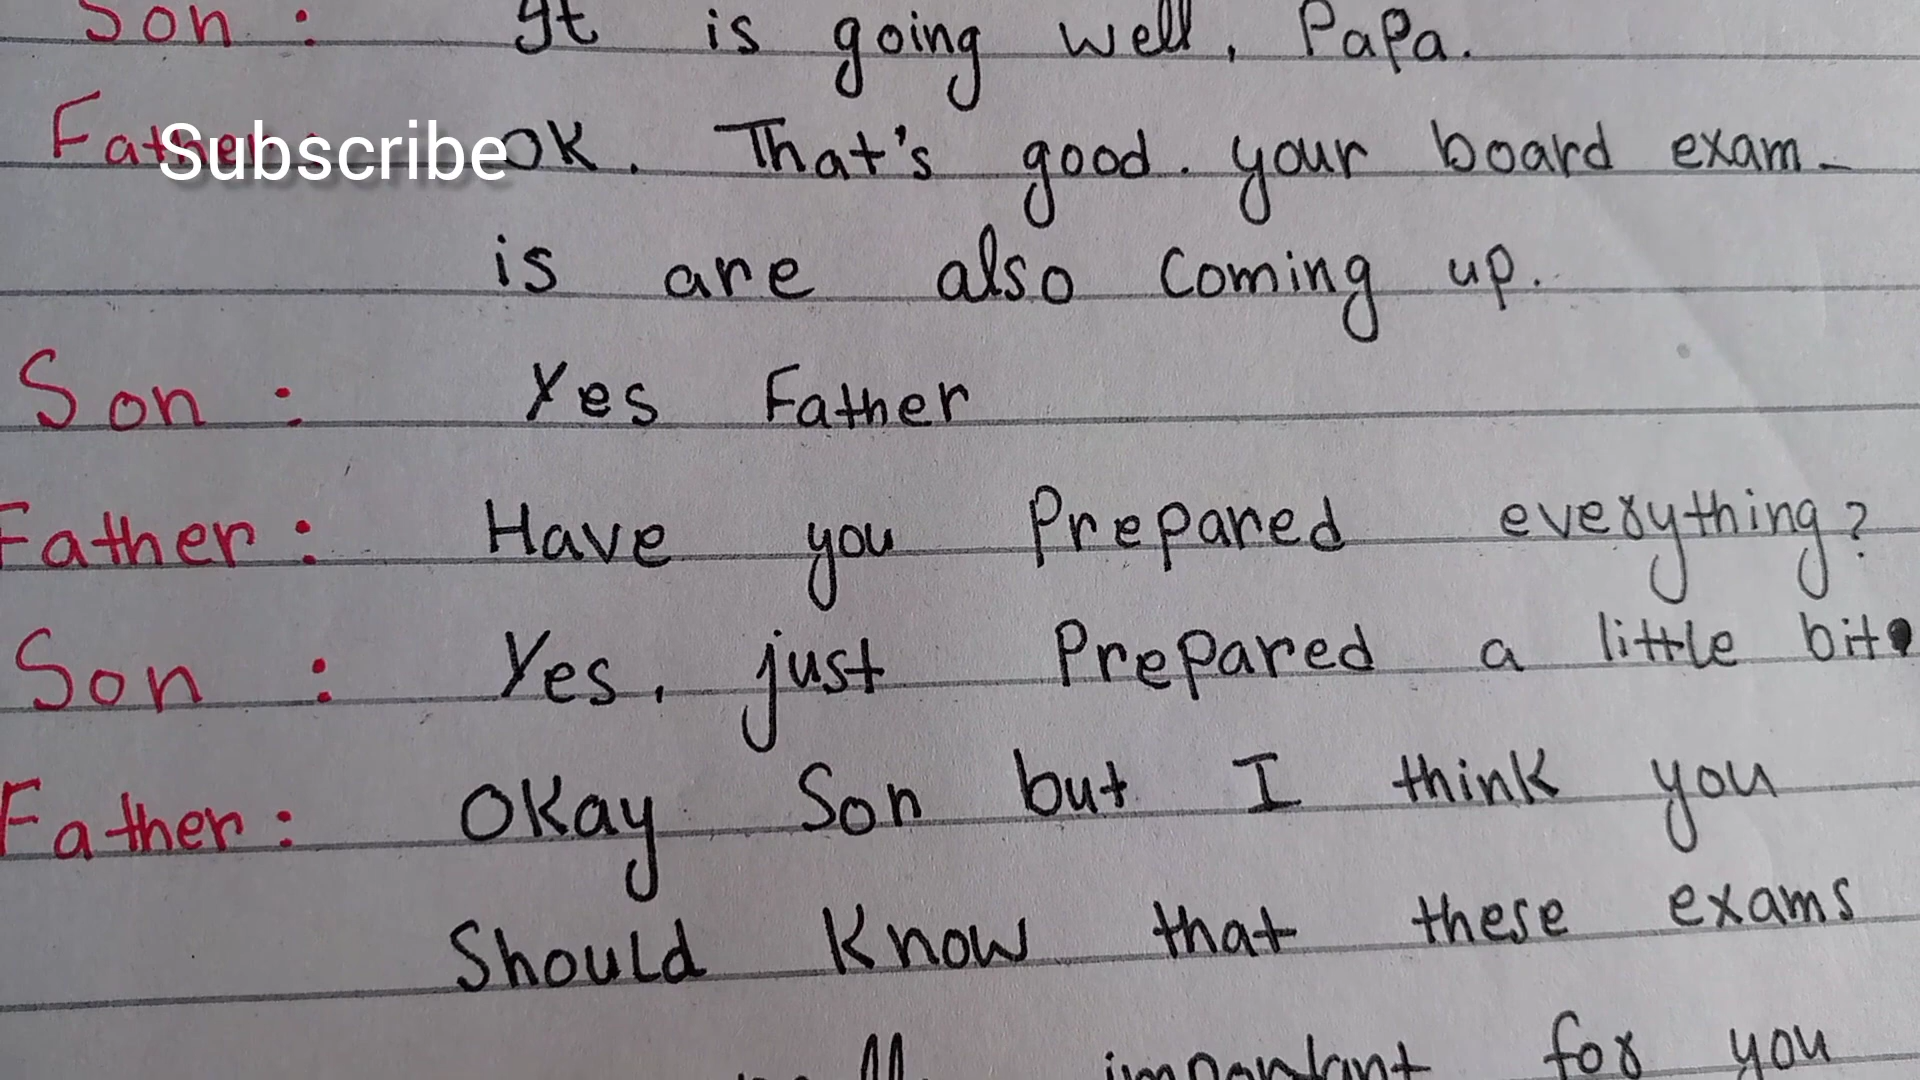 Son : It is going well, Papa.
Father: OK. That's good. your board exam-
Subscribe
is are also coming up.
Son : Yes Father
Father : Have you Prepared everything?
Son : Yes, just Prepared a little bit.
Father : Okay Son but I think you
Should Know that these exams
important for you